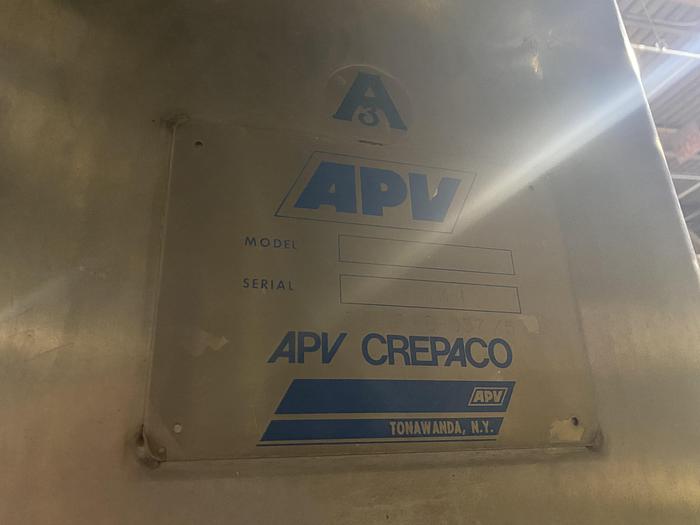 A
3
APV
MODEL
SERIAL
APV CREPACO
APV
TONAWANDA, N.Y.